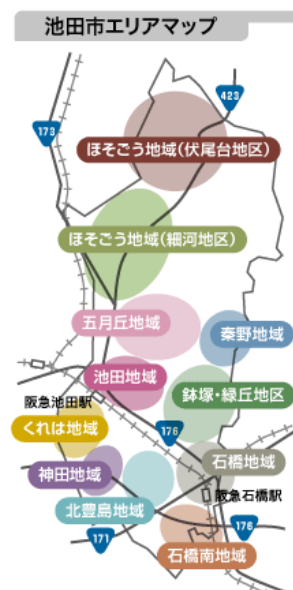 池田市エリアマップ
423
173
ほそごう地域(伏尾台地区)
ほそごう地域(細河地区)
五月丘地域
秦野地域
池田地域
鉢塚・緑丘地区
阪急池田駅
くれは地域
176
石橋地域
神田地域
阪急石橋駅
北豊島地域
171
176
石橋南地域